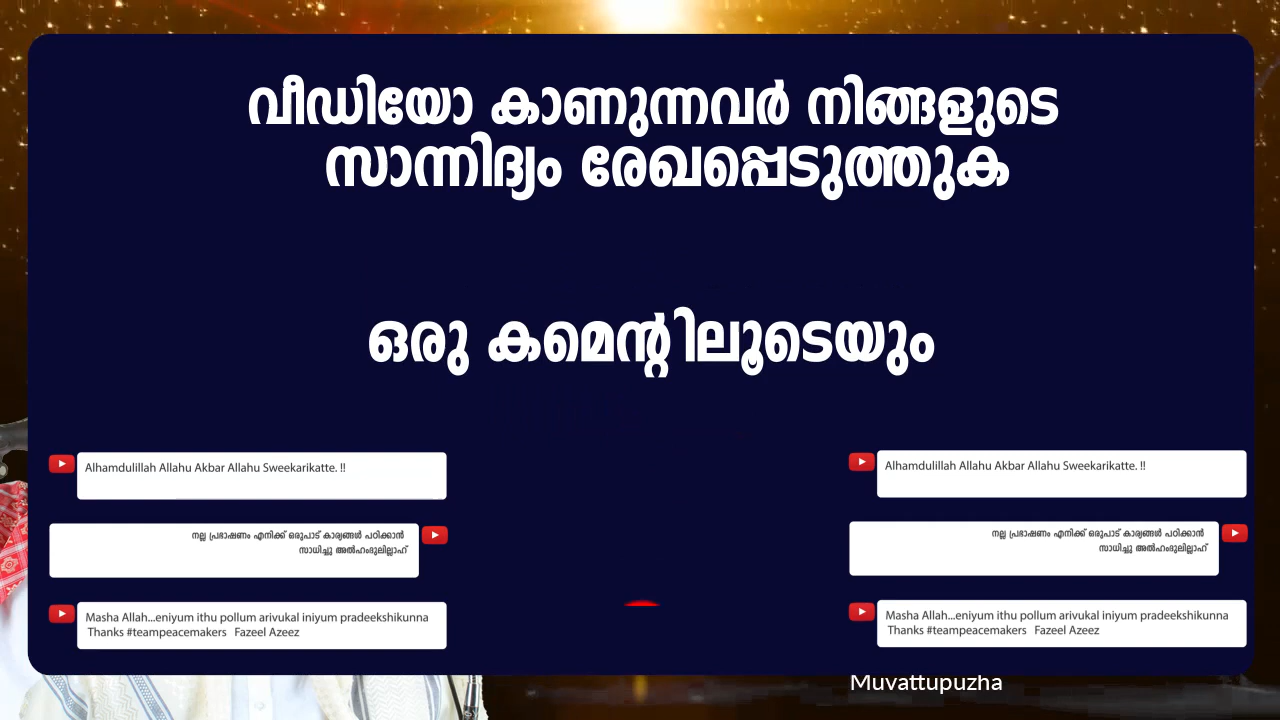 വീഡിയോ കാണുന്നവർ നിങ്ങളുടെ
സാന്നിദ്യം രേഖപ്പെടുത്തുക
ഒരു കമെന്റിലൂടെയും
Alhamdulillah Allahu Akbar Allahu Sweekarikatte. !!
നല്ല പ്രഭാഷണം എനിക്ക് ഒരുപാട് കാര്യങ്ങൾ പഠിക്കാൻ
സാധിച്ചു അൽഹംദുലില്ലാഹ്
Masha Allah...eniyum ithu pollum arivukal iniyum pradeekshikunna
Thanks #teampeacemakers Fazeel Azeez
Alhamdulillah Allahu Akbar Allahu Sweekarikatte. !!
നല്ല പ്രഭാഷണം എനിക്ക് ഒരുപാട് കാര്യങ്ങൾ പഠിക്കാൻ
സാധിച്ചു അൽഹംദുലില്ലാഹ്
Masha Allah...eniyum ithu pollum arivukal iniyum pradeekshikunna
Thanks #teampeacemakers Fazeel Azeez
Muvattupuzha